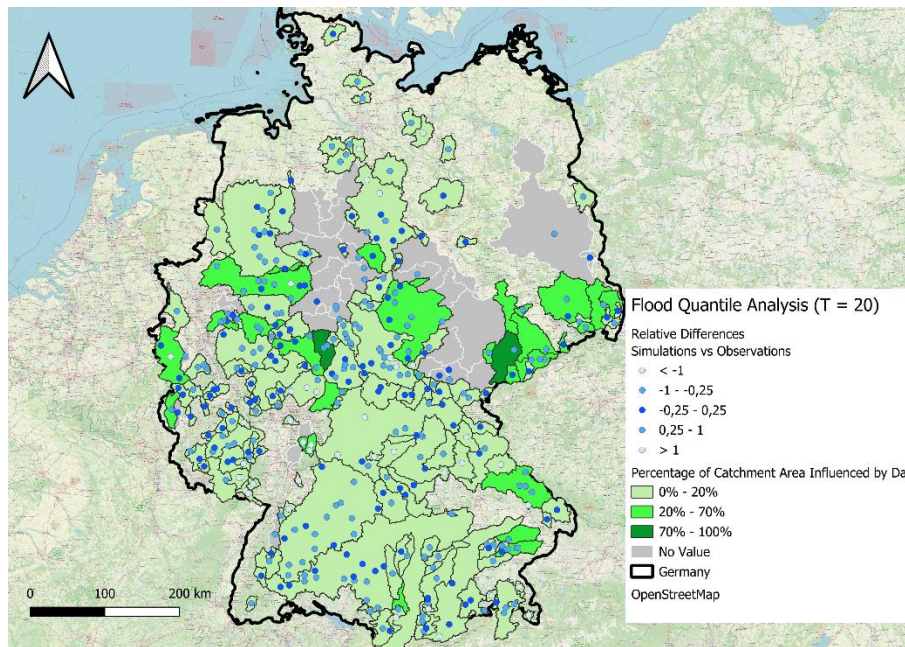 Flood Quantile Analysis (T = 20)
Relative Differences
Simulations vs Observations
< -1
-1 - -0,25
-0,25 - 0,25
0,25 - 1
> 1
Percentage of Catchment Area Influenced by Da
0% - 20%
20% - 70%
70% - 100%
No Value
Germany
OpenStreetMap
0 100 200 km